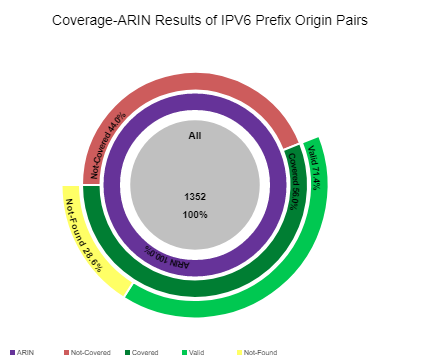 Coverage-ARIN Results of IPV6 Prefix Origin Pairs
All
1352
100%
ARIN 100.0%
Not-Covered 44.0%
Covered 56.0%
Valid 71.4%
Not-Found 28.6%
ARIN
Not-Covered
Covered
Valid
Not-Found